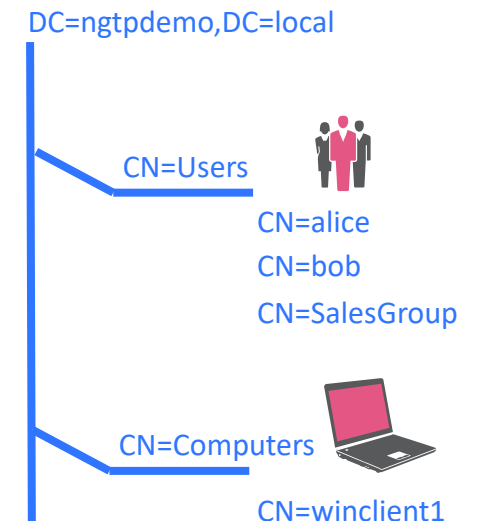 DC=ngtpdemo,DC=local
CN=Users
CN=alice
CN=bob
CN=SalesGroup
CN=Computers
CN=winclient1